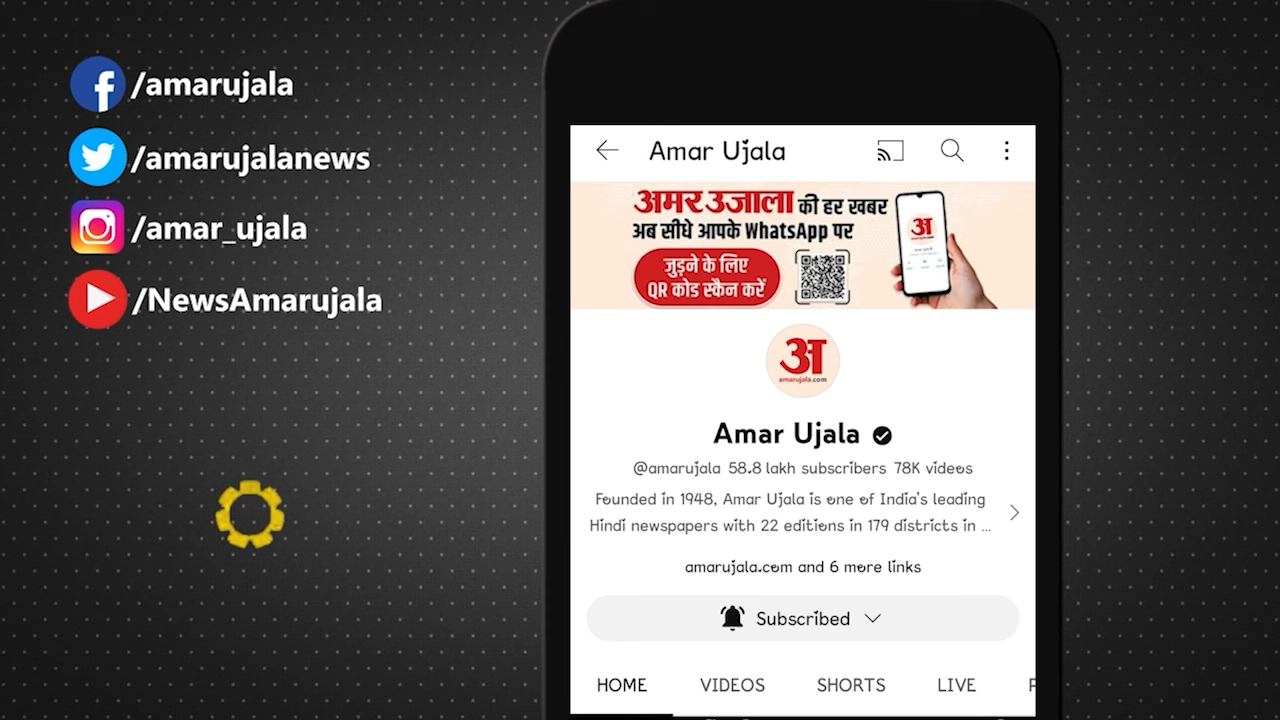 /amarujala
/amarujalanews
/amar_ujala
/NewsAmarujala
Amar Ujala
अमर उजाला की हर खबर
अब सीधे आपके WhatsApp पर
जुड़ने के लिए
QR कोड स्कैन करें
अ
अ
amarujala.com
Amar Ujala
@amarujala 58.8 lakh subscribers 78K videos
Founded in 1948, Amar Ujala is one of India's leading
Hindi newspapers with 22 editions in 179 districts in ...
amarujala.com and 6 more links
Subscribed
HOME VIDEOS SHORTS LIVE